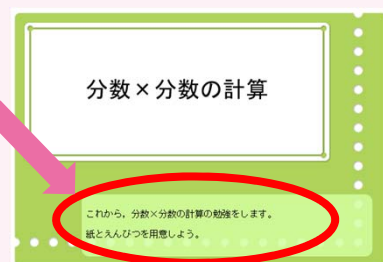 分数×分数の計算
これから、分数×分数の計算の勉強をします。
紙とえんぴつを用意しよう。